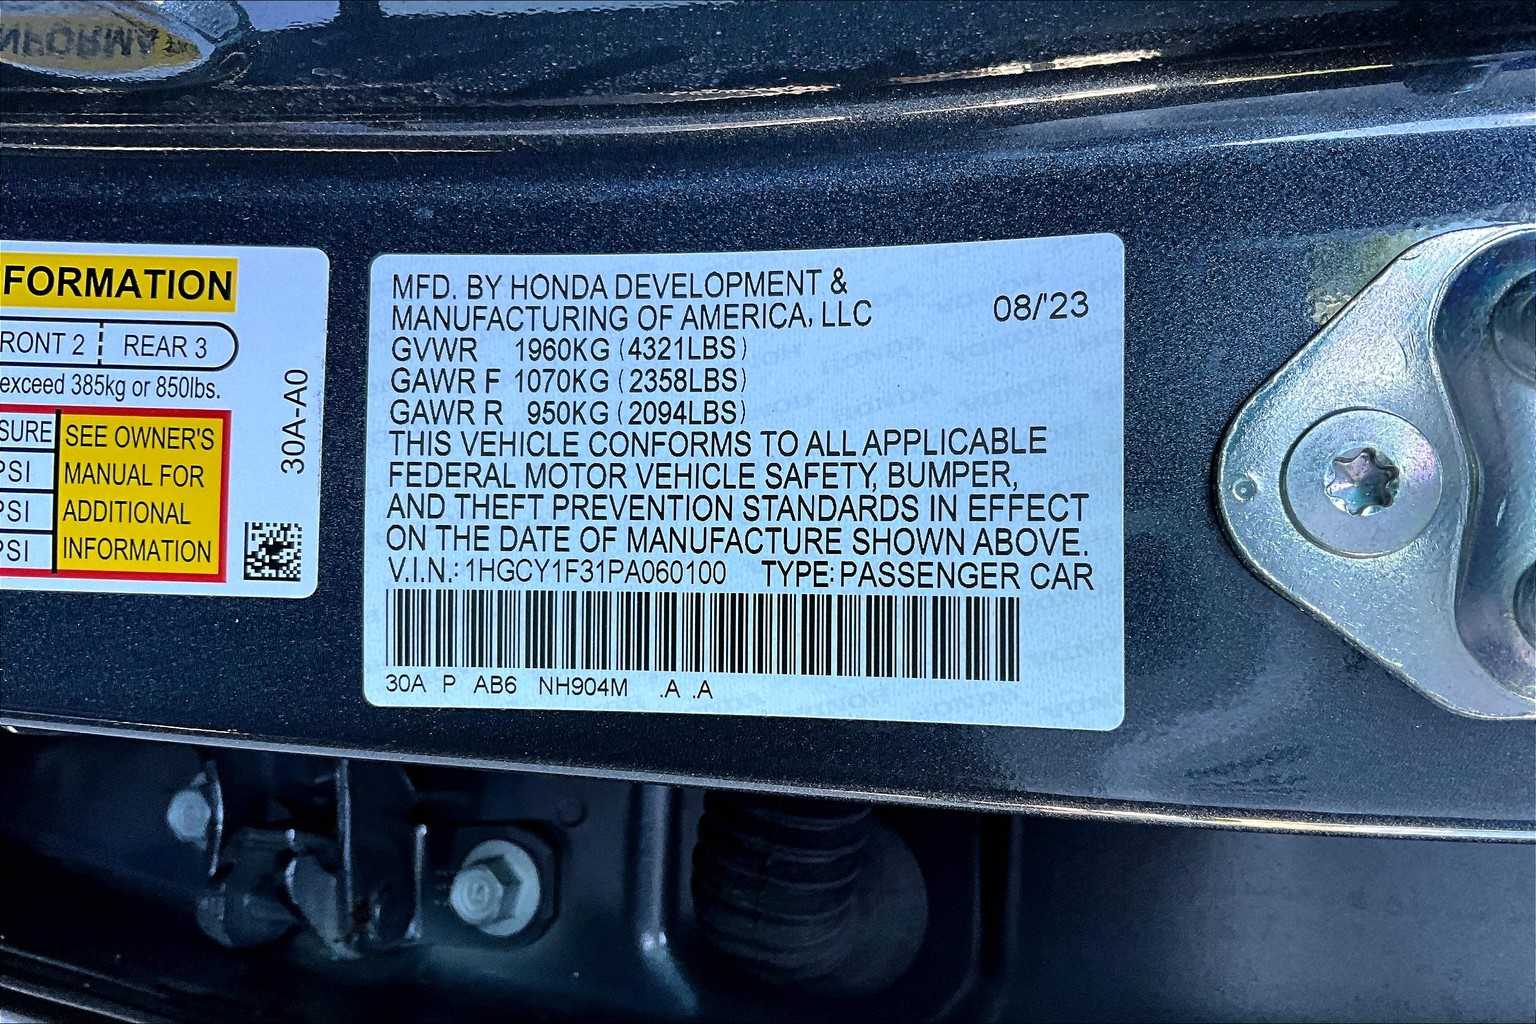 NFORMA
FORMATION
RONT 2 REAR 3
exceed 385kg or 850lbs.
SURE SEE OWNER'S
PSI MANUAL FOR
PSI ADDITIONAL
PSI INFORMATION
30A-A0
MFD. BY HONDA DEVELOPMENT &
MANUFACTURING OF AMERICA, LLC 08/'23
GVWR 1960KG (4321LBS)
GAWR F 1070KG (2358LBS)
GAWR R 950KG (2094LBS)
THIS VEHICLE CONFORMS TO ALL APPLICABLE
FEDERAL MOTOR VEHICLE SAFETY, BUMPER,
AND THEFT PREVENTION STANDARDS IN EFFECT
ON THE DATE OF MANUFACTURE SHOWN ABOVE.
V.I.N.: 1HGCY1F31PA060100 TYPE: PASSENGER CAR
30A P AB6 NH904M .A .A